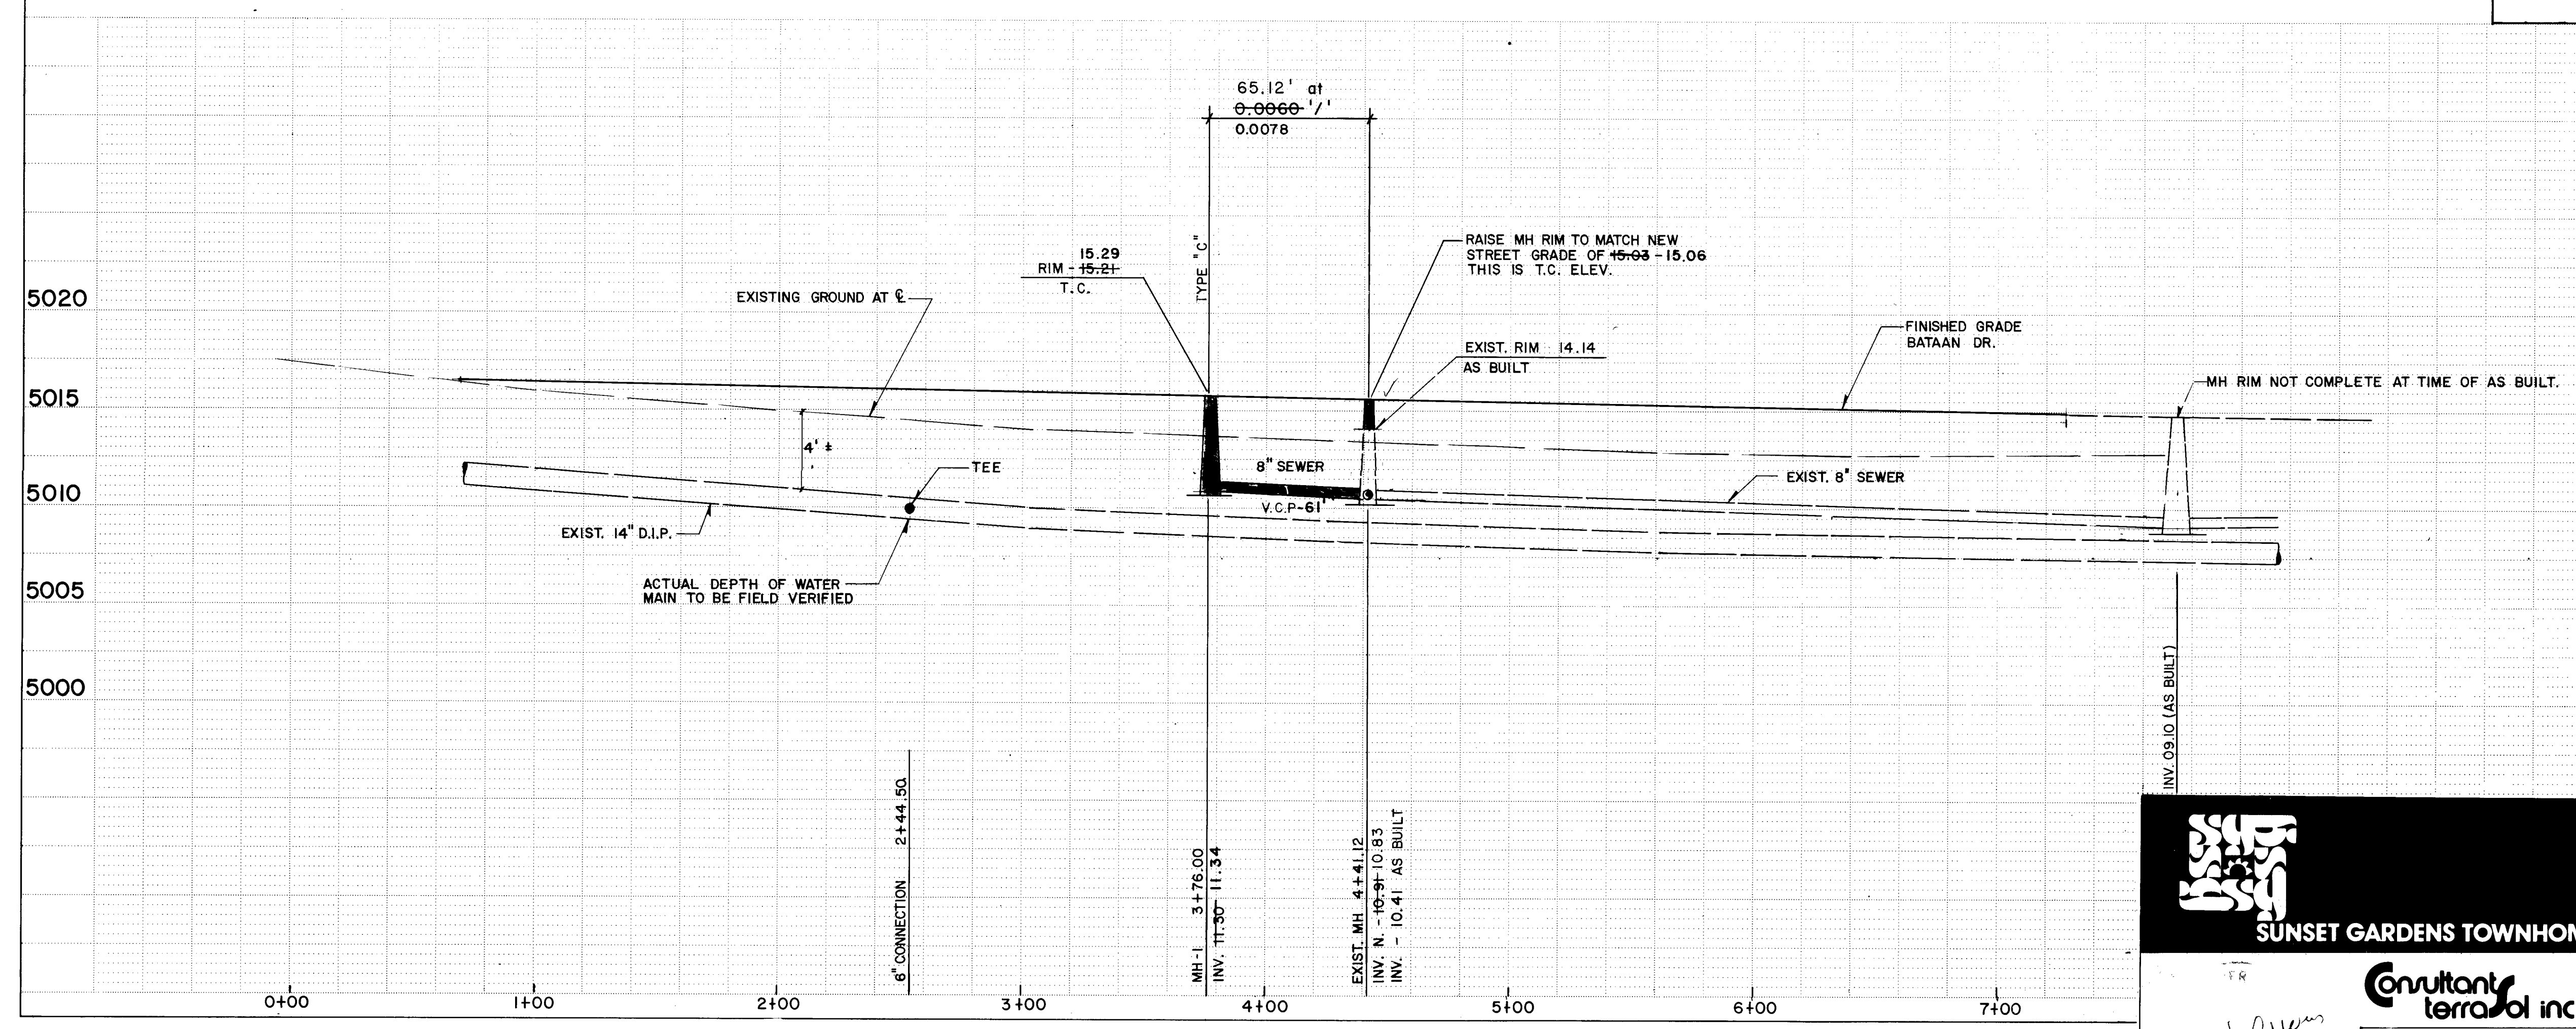 65.12' at
0.0060 '/'
0.0078
TYPE "C"
15.29
RIM - 15.21
T.C.
RAISE MH RIM TO MATCH NEW
STREET GRADE OF 15.03 - 15.06
THIS IS T.C. ELEV.
EXISTING GROUND AT ℄
5020
FINISHED GRADE
BATAAN DR.
EXIST. RIM 14.14
AS BUILT
MH RIM NOT COMPLETE AT TIME OF AS BUILT.
5015
4' ±
TEE
8" SEWER
EXIST. 8" SEWER
5010
V.C.P-61'
EXIST. 14" D.I.P.
ACTUAL DEPTH OF WATER
MAIN TO BE FIELD VERIFIED
5005
5000
INV. 09.10 (AS BUILT)
6" CONNECTION 2+44.50
MH-1 3+76.00
INV. 11.30 11.34
EXIST. MH 4+41.12
INV. N. - 10.91 10.83
INV. - 10.41 AS BUILT
SUNSET GARDENS TOWNHOM
FR
Consultants
terraSol inc
0+00 1+00 2+00 3+00 4+00 5+00 6+00 7+00